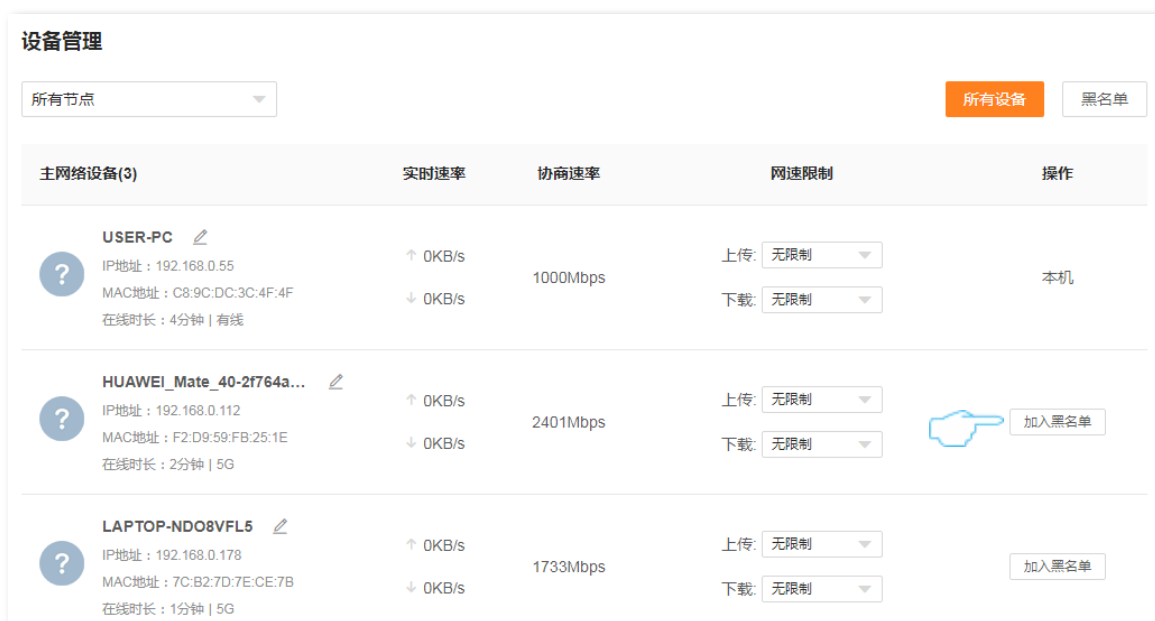 设备管理
所有节点
所有设备 黑名单
主网络设备(3) 实时速率 协商速率 网速限制 操作
USER-PC
IP地址：192.168.0.55
MAC地址：C8:9C:DC:3C:4F:4F
在线时长：4分钟 | 有线
↑ 0KB/s
↓ 0KB/s
1000Mbps
上传: 无限制
下载: 无限制
本机
HUAWEI_Mate_40-2f764a...
IP地址：192.168.0.112
MAC地址：F2:D9:59:FB:25:1E
在线时长：2分钟 | 5G
↑ 0KB/s
↓ 0KB/s
2401Mbps
上传: 无限制
下载: 无限制
加入黑名单
LAPTOP-NDO8VFL5
IP地址：192.168.0.178
MAC地址：7C:B2:7D:7E:CE:7B
在线时长：1分钟 | 5G
↑ 0KB/s
↓ 0KB/s
1733Mbps
上传: 无限制
下载: 无限制
加入黑名单